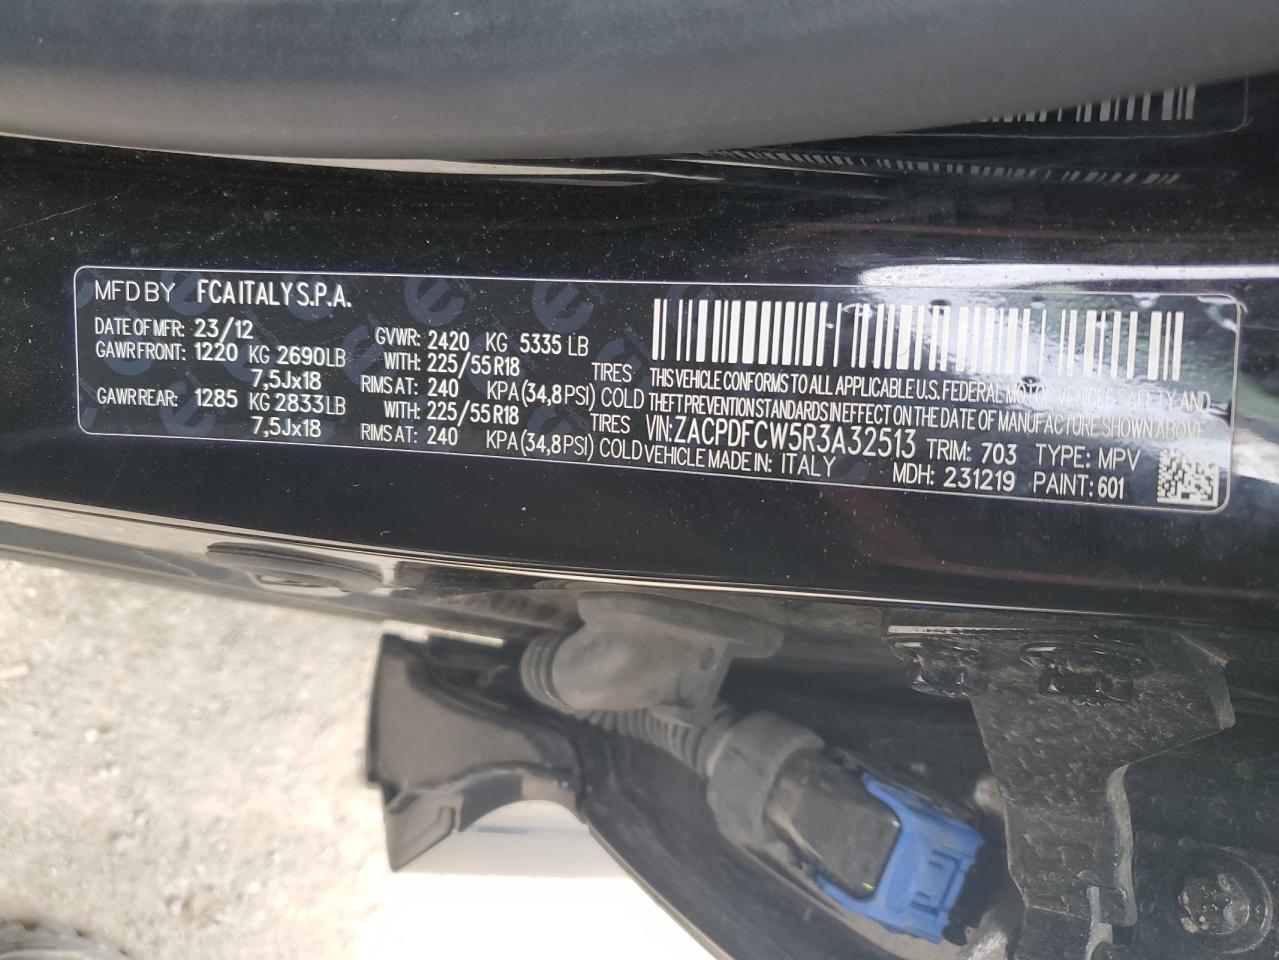 MFD BY FCA ITALY S.P.A.
DATE OF MFR: 23/12 GVWR: 2420 KG 5335 LB
GAWR FRONT: 1220 KG 2690LB WITH: 225/55R18 TIRES
7,5Jx18 RIMS AT: 240 KPA(34,8PSI) COLD
GAWR REAR: 1285 KG 2833LB WITH: 225/55R18 TIRES
7,5Jx18 RIMS AT: 240 KPA(34,8PSI) COLD
THIS VEHICLE CONFORMS TO ALL APPLICABLE U.S. FEDERAL MOTOR VEHICLE SAFETY AND
THEFT PREVENTION STANDARDS IN EFFECT ON THE DATE OF MANUFACTURE SHOWN ABOVE.
VIN: ZACPDFCW5R3A32513 TRIM: 703 TYPE: MPV
VEHICLE MADE IN: ITALY MDH: 231219 PAINT: 601